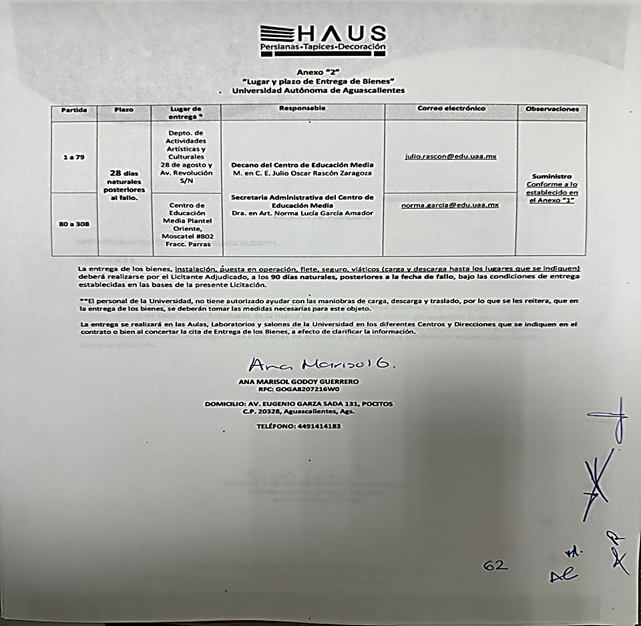 HAUS
Persianas-Tapices-Decoración
Anexo "2"
"Lugar y plazo de Entrega de Bienes"
Universidad Autónoma de Aguascalientes
Partida Plazo Lugar de entrega * Responsable Correo electrónico Observaciones
1 a 79
28 días
naturales
posteriores
al fallo.
Depto. de
Actividades
Artísticas y
Culturales
28 de agosto y
Av. Revolución
S/N
Decano del Centro de Educación Media
M. en C. E. Julio Oscar Rascón Zaragoza
julio.rascon@edu.uaa.mx
Suministro
Conforme a lo
establecido en
el Anexo "1"
80 a 308
Centro de
Educación
Media Plantel
Oriente,
Moscatel #802
Fracc. Parras
Secretaria Administrativa del Centro de
Educación Media
Dra. en Art. Norma Lucía García Amador
norma.garcia@edu.uaa.mx
La entrega de los bienes, instalación, puesta en operación, flete, seguro, viáticos (carga y descarga hasta los lugares que se indiquen)
deberá realizarse por el Licitante Adjudicado, a los 90 días naturales, posteriores a la fecha de fallo, bajo las condiciones de entrega
establecidas en las bases de la presente Licitación.
**El personal de la Universidad, no tiene autorizado ayudar con las maniobras de carga, descarga y traslado, por lo que se les reitera, que en
la entrega de los bienes, se deberán tomar las medidas necesarias para este objeto.
La entrega se realizará en las Aulas, Laboratorios y salones de la Universidad en los diferentes Centros y Direcciones que se indiquen en el
contrato o bien al concertar la cita de Entrega de los Bienes, a efecto de clarificar la información.
Ana Marisol G.
ANA MARISOL GODOY GUERRERO
RFC: GOGA8207216W0
DOMICILIO: AV. EUGENIO GARZA SADA 131, POCITOS
C.P. 20328, Aguascalientes, Ags.
TELÉFONO: 4491414183
62